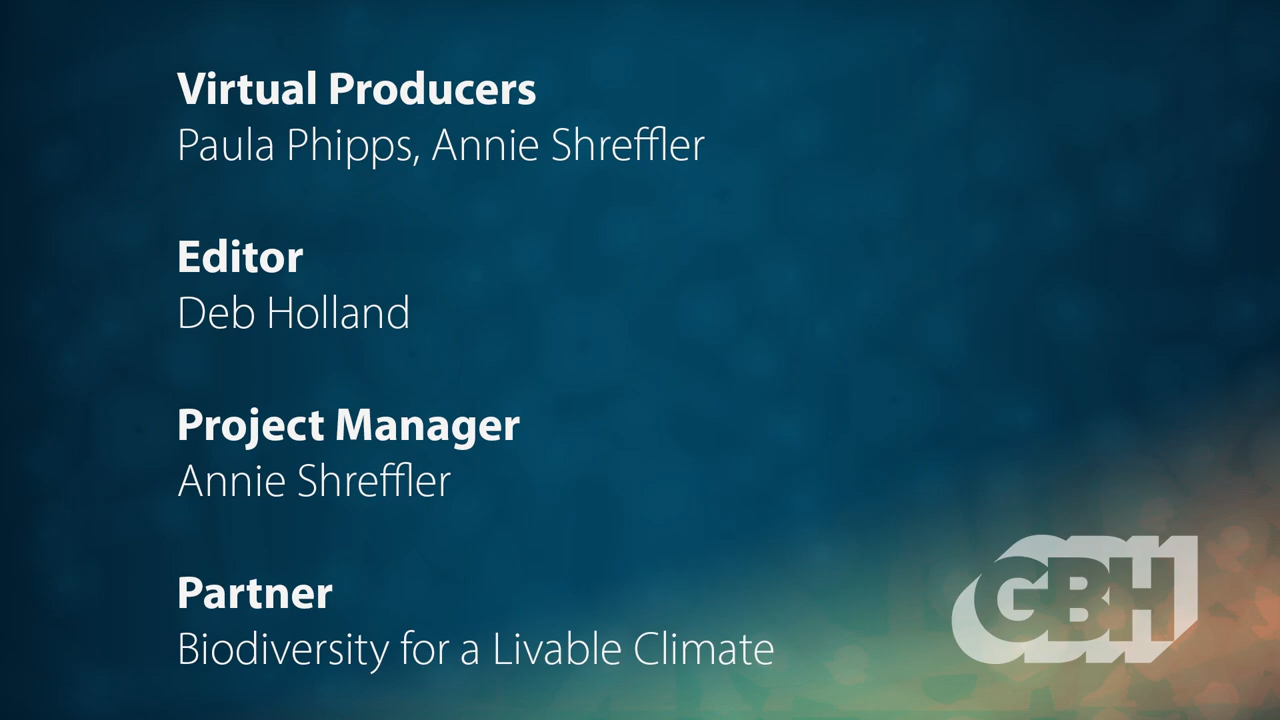 Virtual Producers
Paula Phipps, Annie Shreffler
Editor
Deb Holland
Project Manager
Annie Shreffler
Partner
Biodiversity for a Livable Climate
GBH